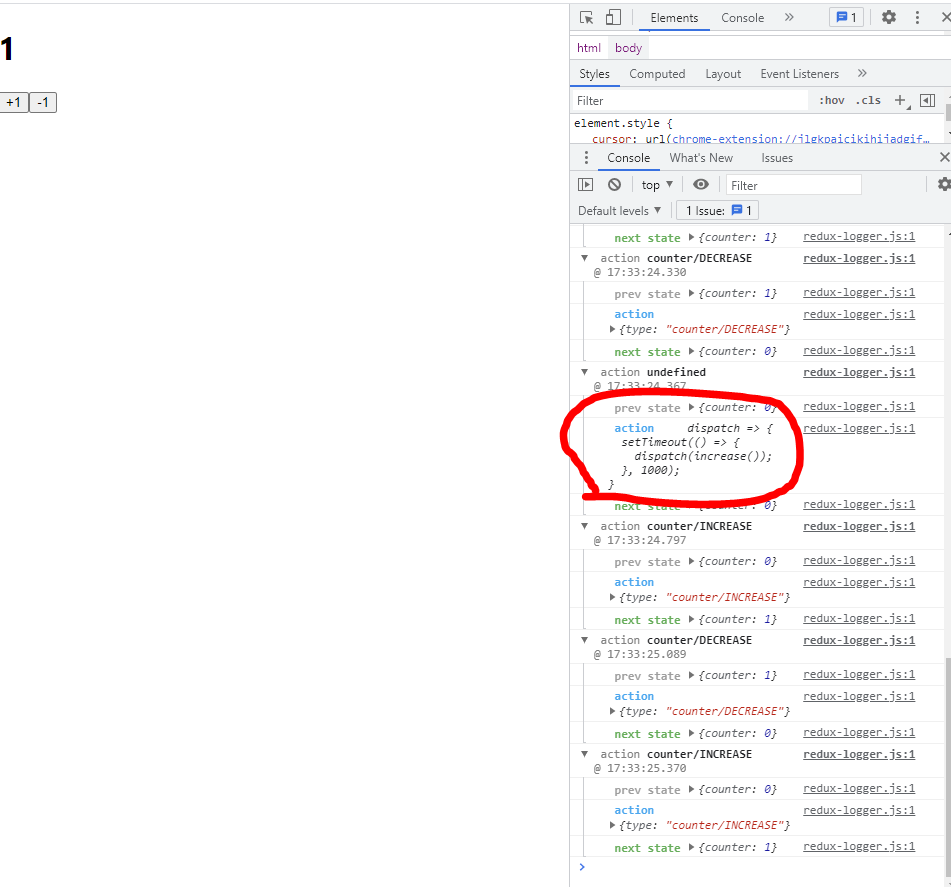 1
+1 -1
Elements Console » 1
html body
Styles Computed Layout Event Listeners »
Filter :hov .cls +
element.style {
cursor: url(chrome-extension://jlgkpaicikihijadgif…
Console What's New Issues
top ▼ Filter
Default levels ▼ 1 Issue: 1
next state ▶ {counter: 1} redux-logger.js:1
▼ action counter/DECREASE redux-logger.js:1
@ 17:33:24.330
prev state ▶ {counter: 1} redux-logger.js:1
action redux-logger.js:1
▶ {type: "counter/DECREASE"}
next state ▶ {counter: 0} redux-logger.js:1
▼ action undefined redux-logger.js:1
@ 17:33:24.367
prev state ▶ {counter: 0} redux-logger.js:1
action dispatch => { redux-logger.js:1
setTimeout(() => {
dispatch(increase());
}, 1000);
}
next state ▶ {counter: 0} redux-logger.js:1
▼ action counter/INCREASE redux-logger.js:1
@ 17:33:24.797
prev state ▶ {counter: 0} redux-logger.js:1
action redux-logger.js:1
▶ {type: "counter/INCREASE"}
next state ▶ {counter: 1} redux-logger.js:1
▼ action counter/DECREASE redux-logger.js:1
@ 17:33:25.089
prev state ▶ {counter: 1} redux-logger.js:1
action redux-logger.js:1
▶ {type: "counter/DECREASE"}
next state ▶ {counter: 0} redux-logger.js:1
▼ action counter/INCREASE redux-logger.js:1
@ 17:33:25.370
prev state ▶ {counter: 0} redux-logger.js:1
action redux-logger.js:1
▶ {type: "counter/INCREASE"}
next state ▶ {counter: 1} redux-logger.js:1